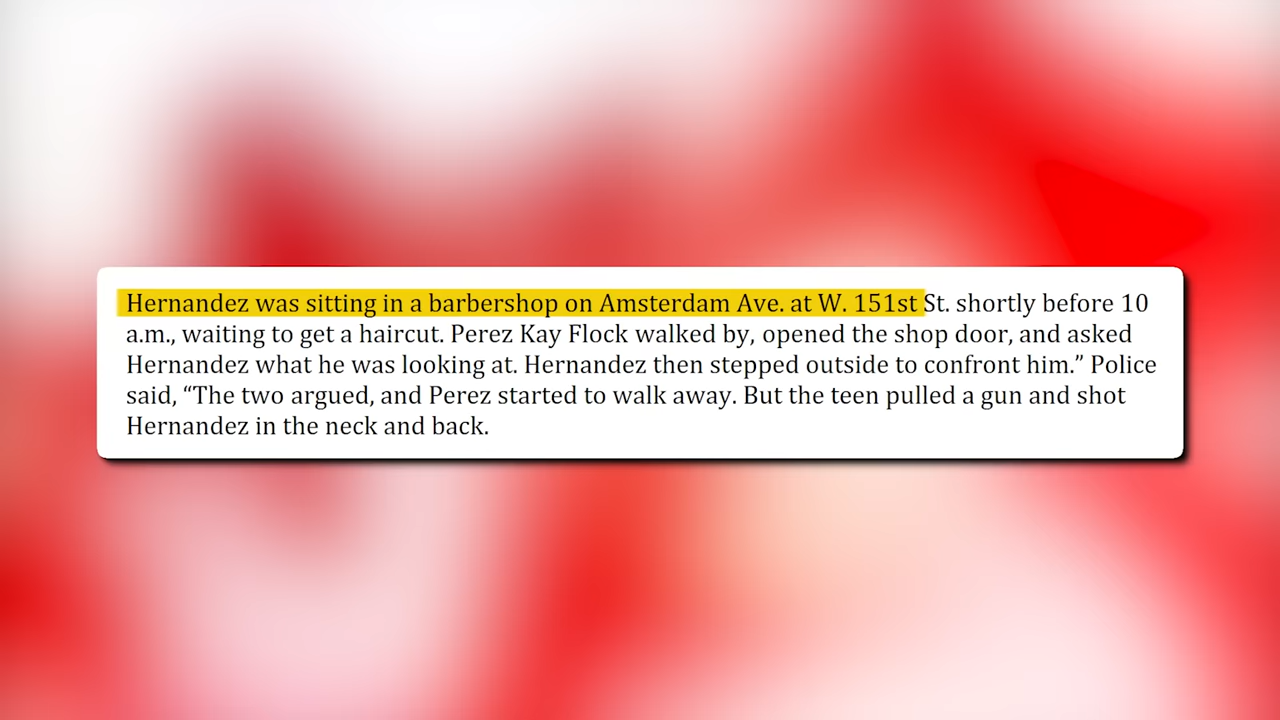 Hernandez was sitting in a barbershop on Amsterdam Ave. at W. 151st St. shortly before 10
a.m., waiting to get a haircut. Perez Kay Flock walked by, opened the shop door, and asked
Hernandez what he was looking at. Hernandez then stepped outside to confront him.” Police
said, “The two argued, and Perez started to walk away. But the teen pulled a gun and shot
Hernandez in the neck and back.